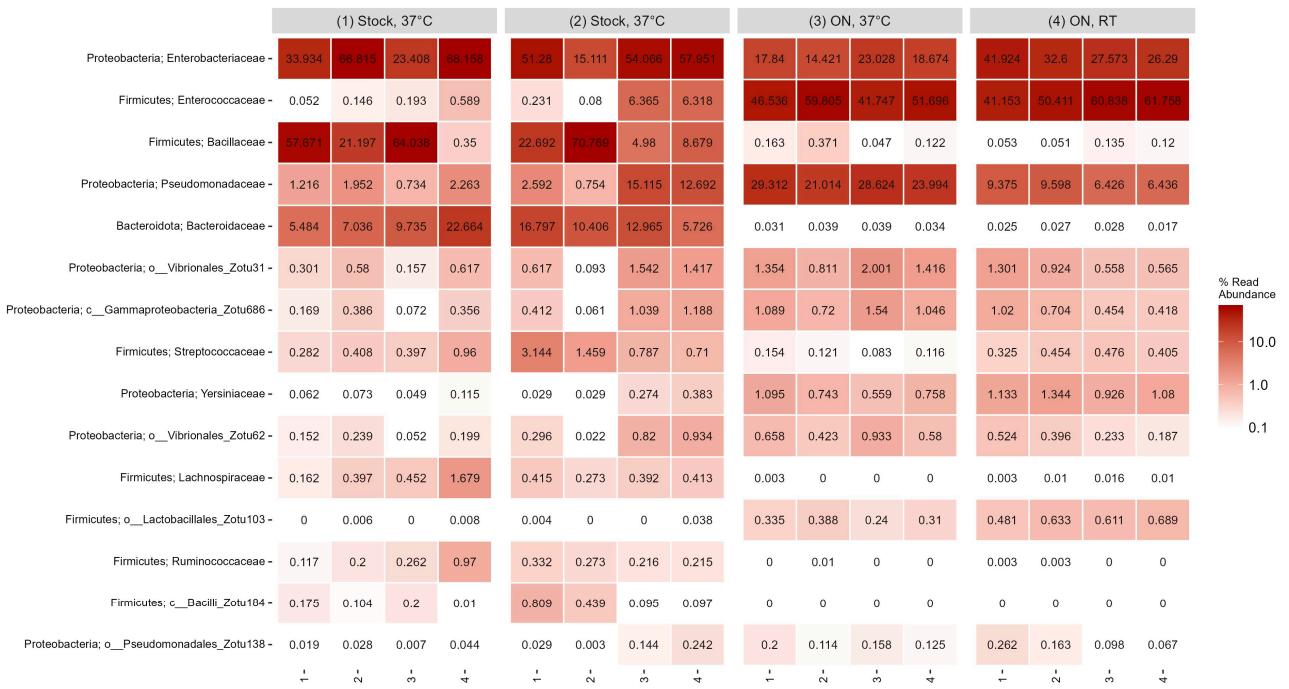 (1) Stock, 37°C (2) Stock, 37°C (3) ON, 37°C (4) ON, RT
Proteobacteria; Enterobacteriaceae 33.934 66.815 23.408 68.158 51.28 15.111 54.066 57.951 17.84 14.421 23.028 18.674 41.924 32.6 27.573 26.29
Firmicutes; Enterococcaceae 0.052 0.146 0.193 0.589 0.231 0.08 6.365 6.318 46.536 59.805 41.747 51.696 41.153 50.411 60.838 61.758
Firmicutes; Bacillaceae 57.671 21.197 64.038 0.35 22.692 70.769 4.98 8.679 0.163 0.371 0.047 0.122 0.053 0.051 0.135 0.12
Proteobacteria; Pseudomonadaceae 1.216 1.952 0.734 2.263 2.592 0.754 15.115 12.692 29.312 21.014 28.624 23.994 9.375 9.598 6.426 6.436
Bacteroidota; Bacteroidaceae 5.484 7.036 9.735 22.664 16.797 10.406 12.965 5.726 0.031 0.039 0.039 0.034 0.025 0.027 0.028 0.017
Proteobacteria; o__Vibrionales_Zotu31 0.301 0.58 0.157 0.617 0.617 0.093 1.542 1.417 1.354 0.811 2.001 1.416 1.301 0.924 0.558 0.565
Proteobacteria; c__Gammaproteobacteria_Zotu686 0.169 0.386 0.072 0.356 0.412 0.061 1.039 1.188 1.089 0.72 1.54 1.046 1.02 0.704 0.454 0.418
Firmicutes; Streptococcaceae 0.282 0.408 0.397 0.96 3.144 1.459 0.787 0.71 0.154 0.121 0.083 0.116 0.325 0.454 0.476 0.405
Proteobacteria; Yersiniaceae 0.062 0.073 0.049 0.115 0.029 0.029 0.274 0.383 1.095 0.743 0.559 0.758 1.133 1.344 0.926 1.08
Proteobacteria; o__Vibrionales_Zotu62 0.152 0.239 0.052 0.199 0.296 0.022 0.82 0.934 0.658 0.423 0.933 0.58 0.524 0.396 0.233 0.187
Firmicutes; Lachnospiraceae 0.162 0.397 0.452 1.679 0.415 0.273 0.392 0.413 0.003 0 0 0 0.003 0.01 0.016 0.01
Firmicutes; o__Lactobacillales_Zotu103 0 0.006 0 0.008 0.004 0 0 0.038 0.335 0.388 0.24 0.31 0.481 0.633 0.611 0.689
Firmicutes; Ruminococcaceae 0.117 0.2 0.262 0.97 0.332 0.273 0.216 0.215 0 0.01 0 0 0.003 0.003 0 0
Firmicutes; c__Bacilli_Zotu184 0.175 0.104 0.2 0.01 0.809 0.439 0.095 0.097 0 0 0 0 0 0 0 0
Proteobacteria; o__Pseudomonadales_Zotu138 0.019 0.028 0.007 0.044 0.029 0.003 0.144 0.242 0.2 0.114 0.158 0.125 0.262 0.163 0.098 0.067
1 2 3 4 1 2 3 4 1 2 3 4 1 2 3 4
% Read
Abundance
10.0
1.0
0.1